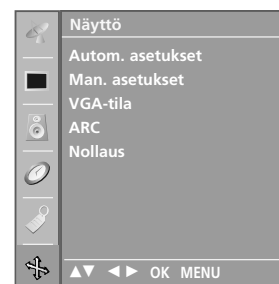 Näyttö
Autom. asetukset
Man. asetukset
VGA-tila
ARC
Nollaus
▲▼ ◄► OK MENU